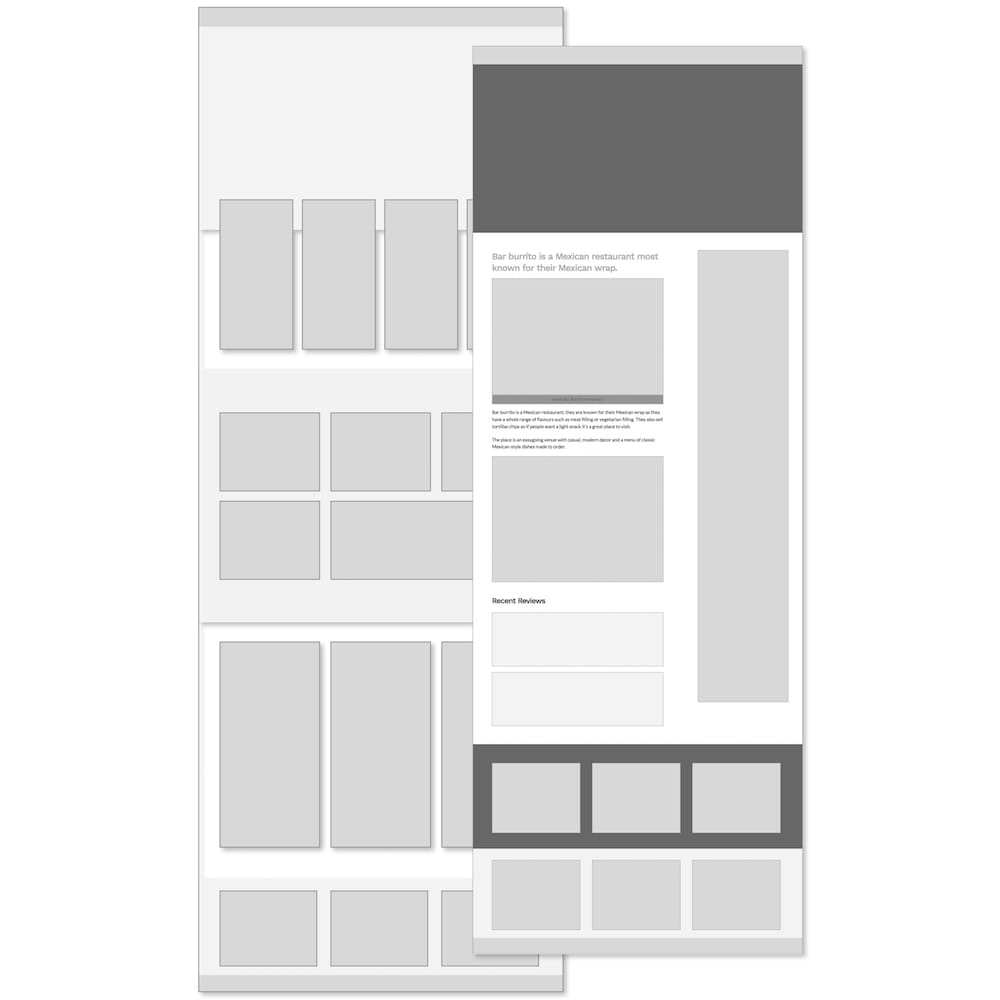 Bar burrito is a Mexican restaurant most
known for their Mexican wrap.
Bar burrito is a Mexican restaurant, they are known for their Mexican wrap as they
have a whole range of flavours such as meat filling or vegetarian filling. They also sell
tortillas chips so if people want a light snack it's a great place to visit.
The place is an easygoing venue with casual, modern decor and a menu of classic
Mexican-style dishes made to order.
Recent Reviews